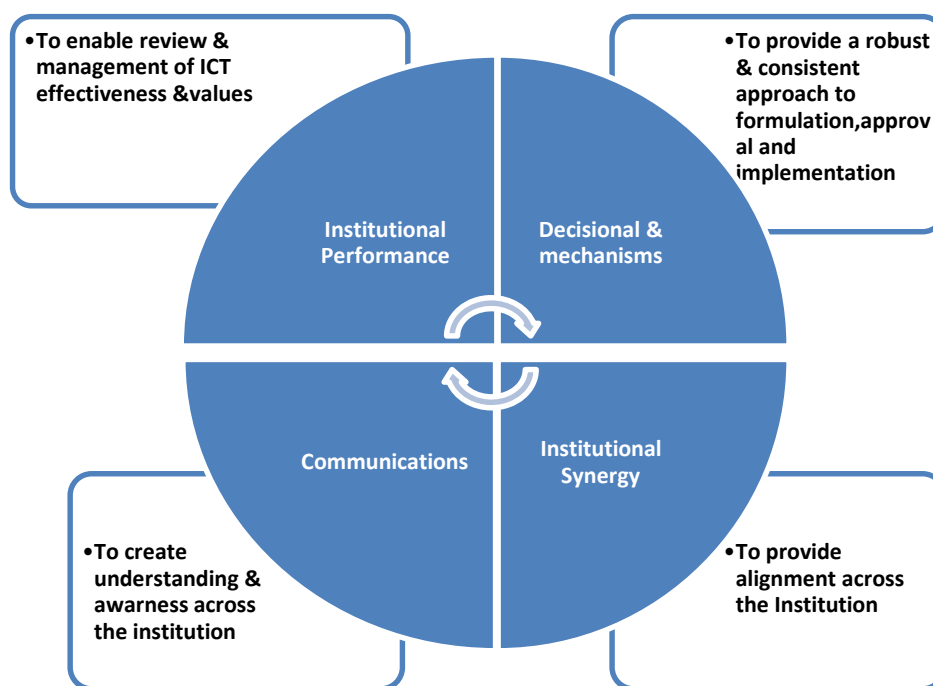 •To enable review &
management of ICT
effectiveness &values
•To provide a robust
& consistent
approach to
formulation,approv
al and
implementation
Institutional
Performance
Decisional &
mechanisms
Communications
Institutional
Synergy
•To create
understanding &
awarness across
the institution
•To provide
alignment across
the Institution